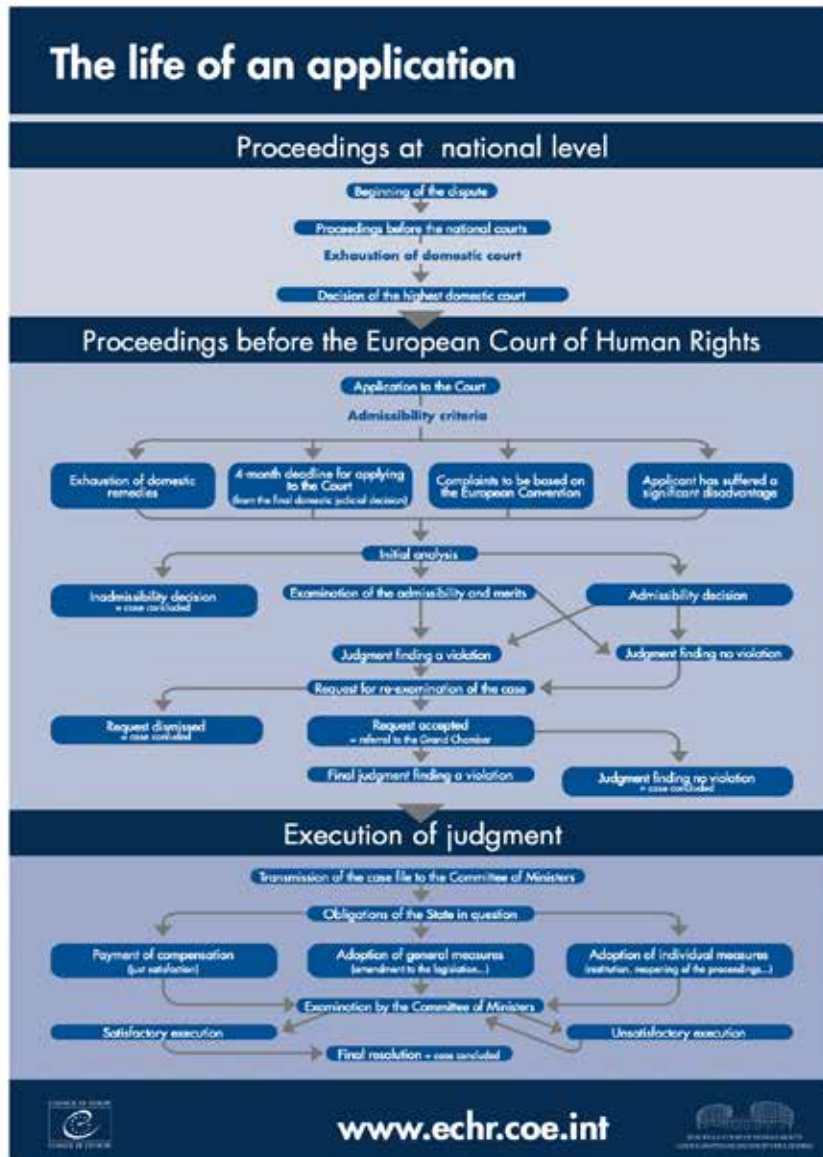 The life of an application
Proceedings at national level
Beginning of the dispute
Proceedings before the national courts
Exhaustion of domestic court
Decision of the highest domestic court
Proceedings before the European Court of Human Rights
Application to the Court
Admissibility criteria
Exhaustion of domestic
remedies
4-month deadline for applying
to the Court
(from the final domestic judicial decision)
Complaints to be based on
the European Convention
Applicant has suffered a
significant disadvantage
Initial analysis
Inadmissibility decision
= case concluded
Examination of the admissibility and merits
Admissibility decision
Judgment finding a violation
Judgment finding no violation
Request for re-examination of the case
Request dismissed
= case concluded
Request accepted
= referral to the Grand Chamber
Final judgment finding a violation
Judgment finding no violation
= case concluded
Execution of judgment
Transmission of the case file to the Committee of Ministers
Obligations of the State in question
Payment of compensation
(just satisfaction)
Adoption of general measures
(amendment to the legislation...)
Adoption of individual measures
(restitution, reopening of the proceedings...)
Examination by the Committee of Ministers
Satisfactory execution
Unsatisfactory execution
Final resolution = case concluded
COUNCIL OF EUROPE
www.echr.coe.int